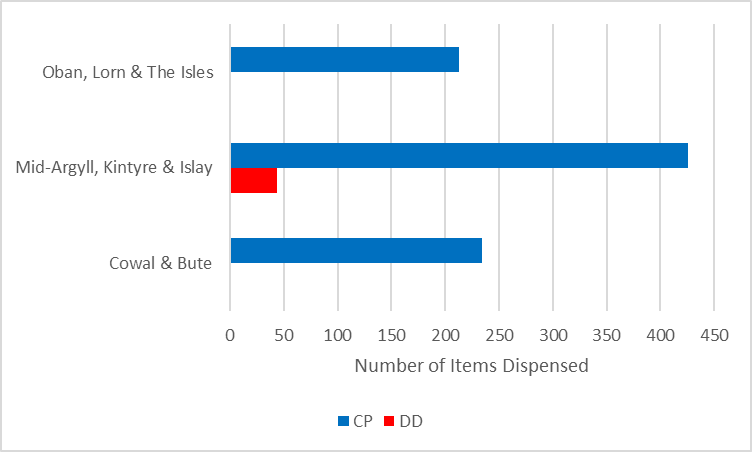 Oban, Lorn & The Isles
Mid-Argyll, Kintyre & Islay
Cowal & Bute
0 50 100 150 200 250 300 350 400 450
Number of Items Dispensed
CP DD